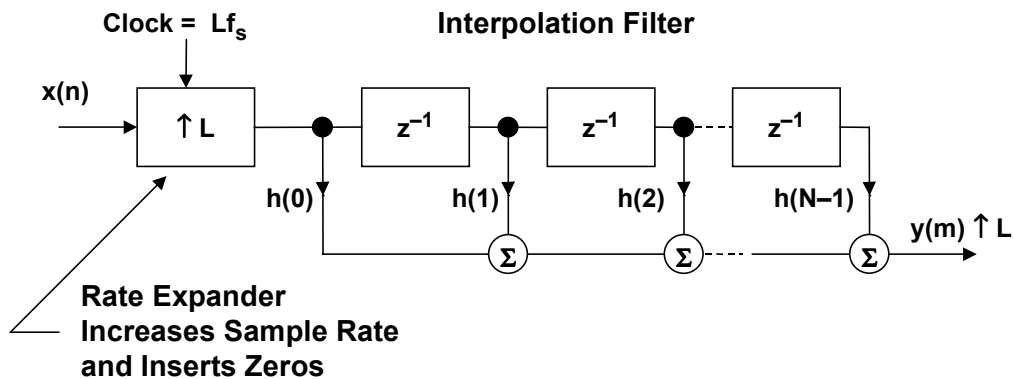 Clock = Lfs
Interpolation Filter
x(n)
↑ L
z–1
z–1
z–1
h(0)
h(1)
h(2)
h(N–1)
y(m) ↑ L
Σ
Σ
Σ
Rate Expander
Increases Sample Rate
and Inserts Zeros